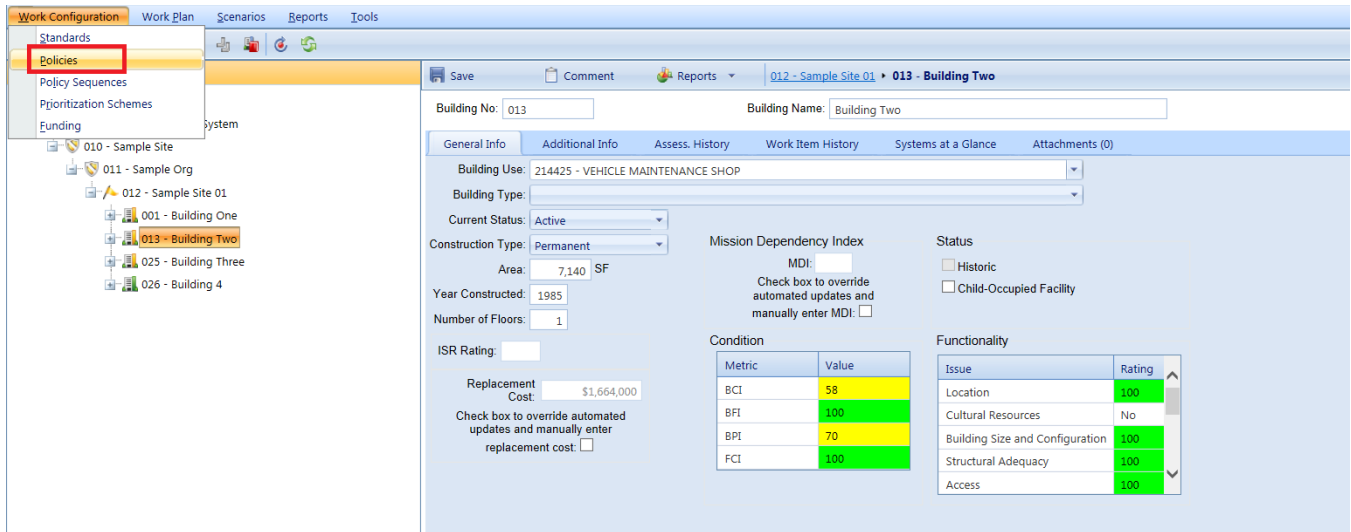 Work Configuration Work Plan Scenarios Reports Tools
Standards
Policies
Policy Sequences
Prioritization Schemes
Funding
System
010 - Sample Site
011 - Sample Org
012 - Sample Site 01
001 - Building One
013 - Building Two
025 - Building Three
026 - Building 4
Save Comment Reports 012 - Sample Site 01 013 - Building Two
Building No: 013 Building Name: Building Two
General Info Additional Info Assess. History Work Item History Systems at a Glance Attachments (0)
Building Use: 214425 - VEHICLE MAINTENANCE SHOP
Building Type:
Current Status: Active
Construction Type: Permanent
Area: 7,140 SF
Year Constructed: 1985
Number of Floors: 1
ISR Rating:
Replacement
Cost: $1,664,000
Check box to override automated
updates and manually enter
replacement cost:
Mission Dependency Index
MDI:
Check box to override
automated updates and
manually enter MDI:
Status
Historic
Child-Occupied Facility
Condition
Metric Value
BCI 58
BFI 100
BPI 70
FCI 100
Functionality
Issue Rating
Location 100
Cultural Resources No
Building Size and Configuration 100
Structural Adequacy 100
Access 100